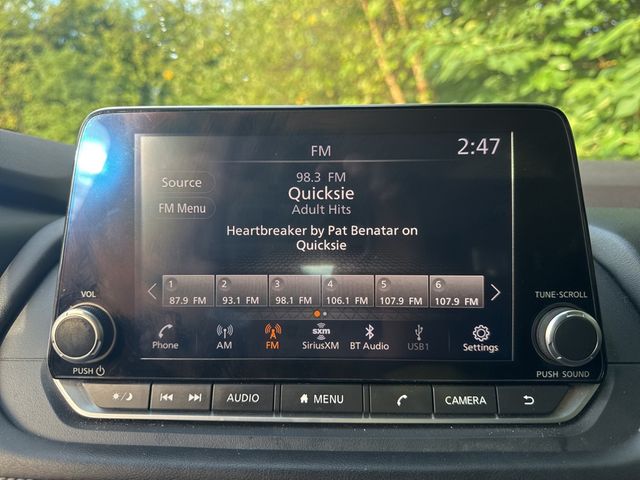 FM
2:47
Source
98.3 FM
Quicksie
FM Menu
Adult Hits
Heartbreaker by Pat Benatar on
Quicksie
1 2 3 4 5 6
87.9 FM 93.1 FM 98.1 FM 106.1 FM 107.9 FM 107.9 FM
VOL
TUNE·SCROLL
sxm
Phone AM FM SiriusXM BT Audio USB1 Settings
PUSH
PUSH SOUND
AUDIO MENU CAMERA